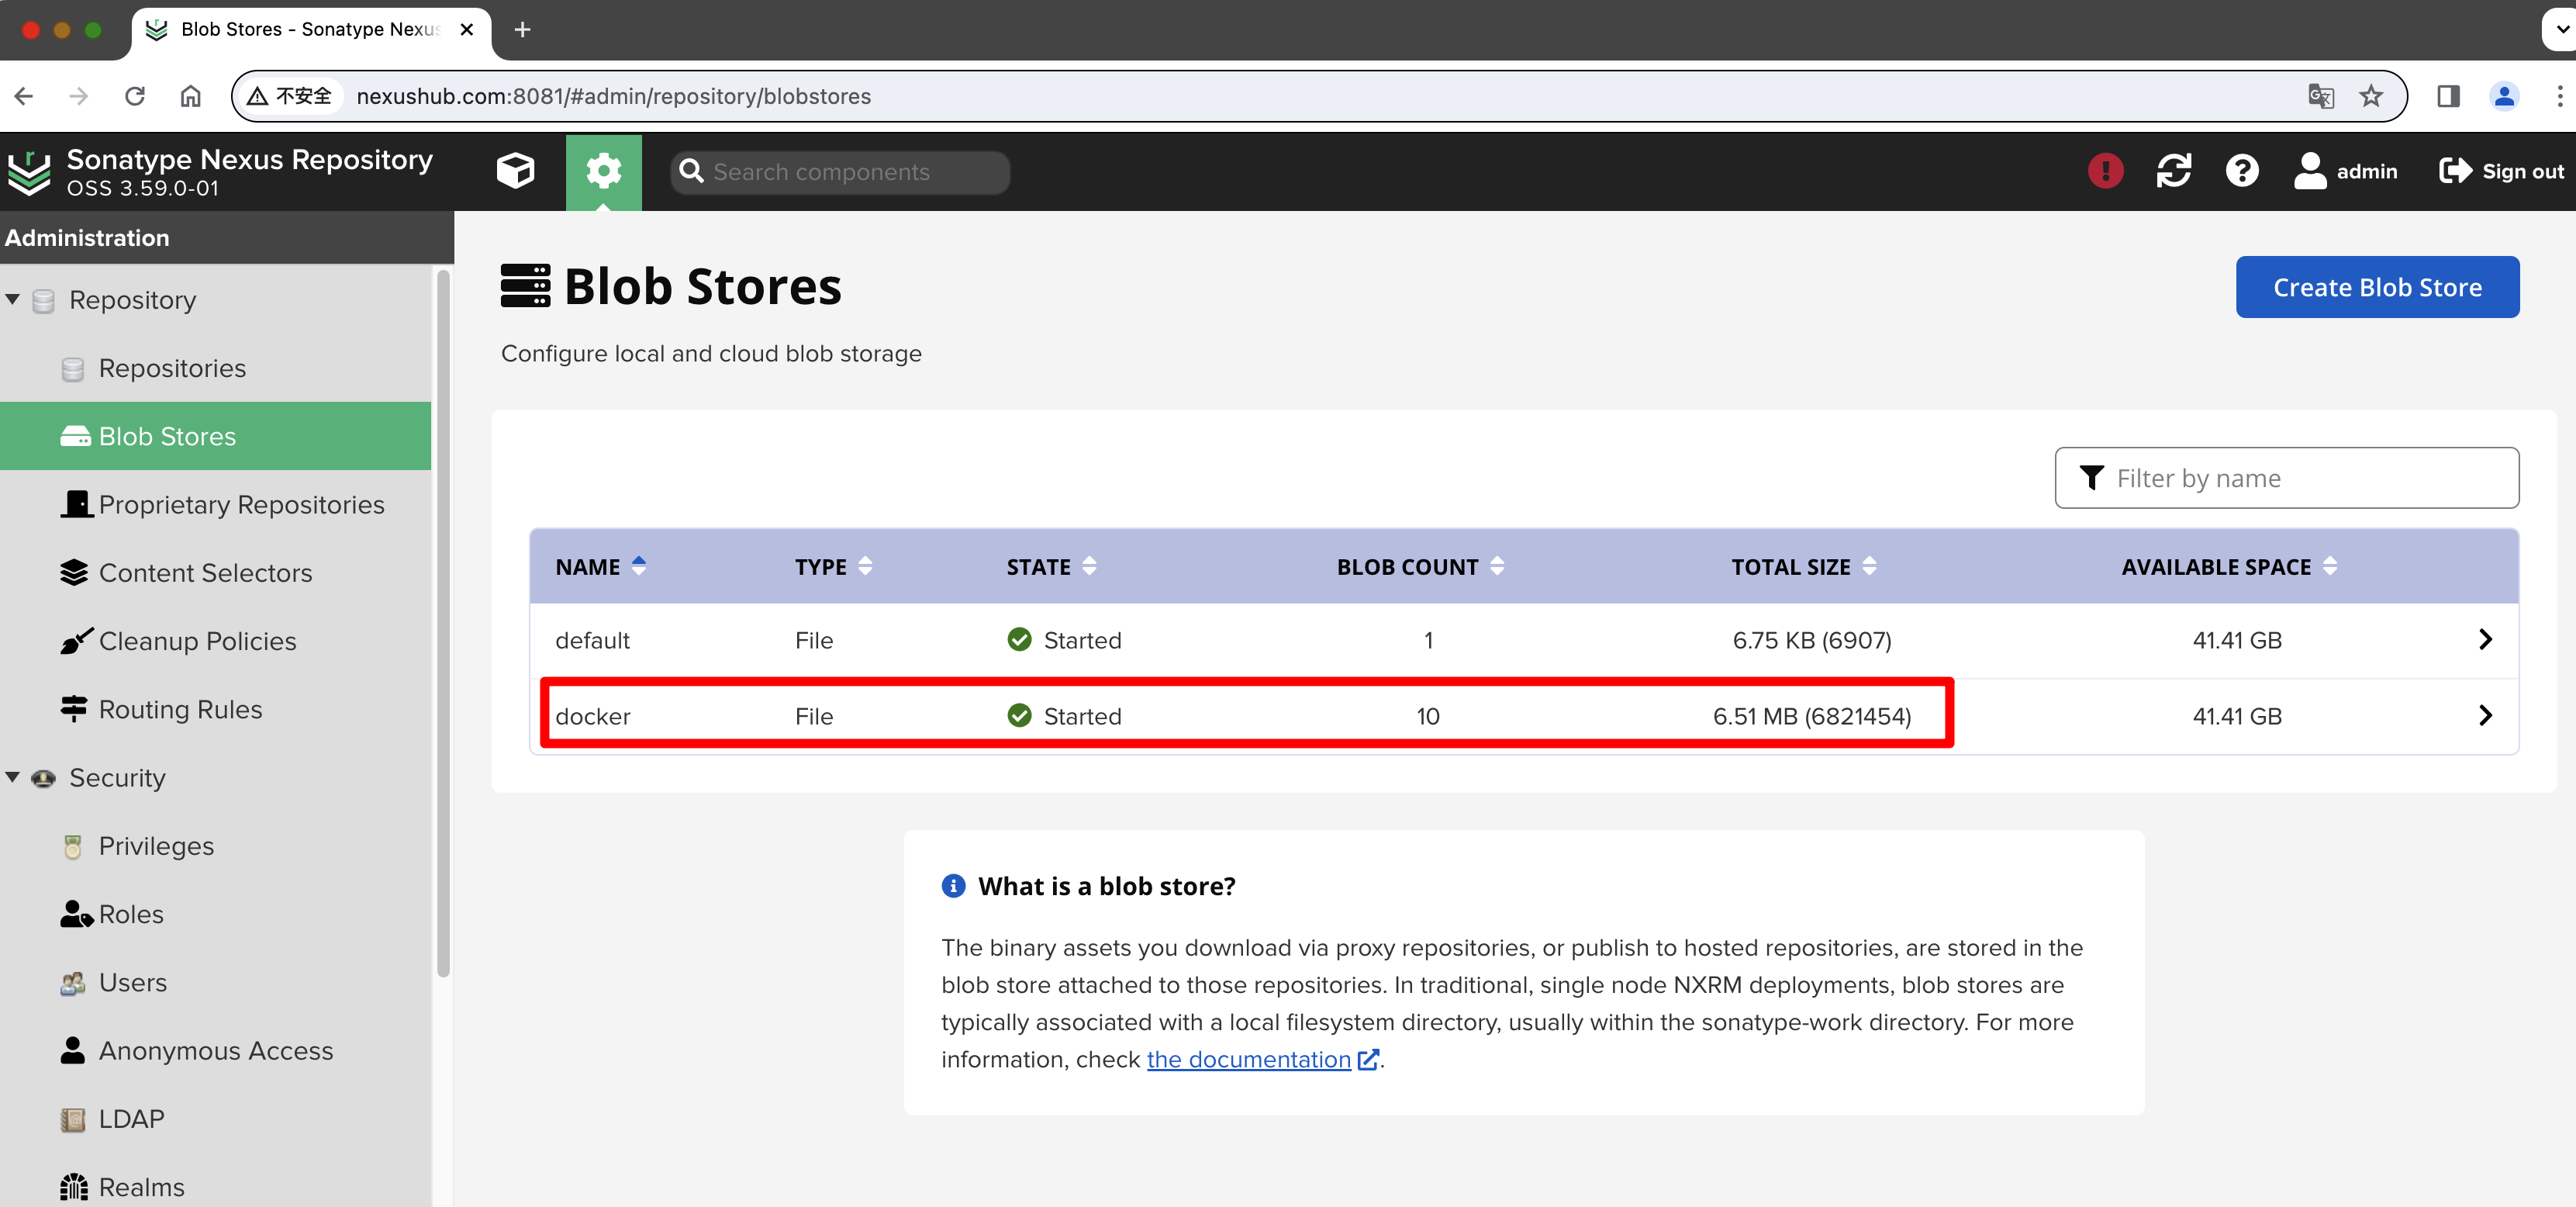 Blob Stores - Sonatype Nexus
不安全 nexushub.com:8081/#admin/repository/blobstores
Sonatype Nexus Repository
OSS 3.59.0-01
Search components
admin
Sign out
Administration
Repository
Repositories
Blob Stores
Proprietary Repositories
Content Selectors
Cleanup Policies
Routing Rules
Security
Privileges
Roles
Users
Anonymous Access
LDAP
Realms
Blob Stores
Create Blob Store
Configure local and cloud blob storage
Filter by name
NAME TYPE STATE BLOB COUNT TOTAL SIZE AVAILABLE SPACE
default File Started 1 6.75 KB (6907) 41.41 GB
docker File Started 10 6.51 MB (6821454) 41.41 GB
What is a blob store?
The binary assets you download via proxy repositories, or publish to hosted repositories, are stored in the
blob store attached to those repositories. In traditional, single node NXRM deployments, blob stores are
typically associated with a local filesystem directory, usually within the sonatype-work directory. For more
information, check the documentation.